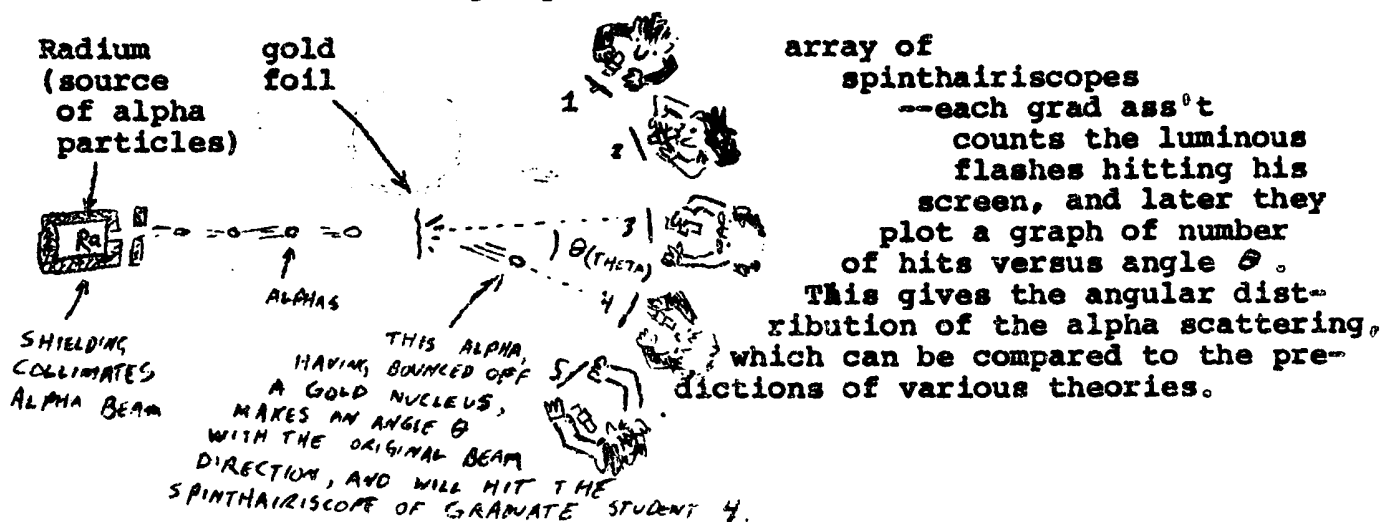 Radium
(source
of alpha
particles)
gold
foil
array of
spinthairiscopes
--each grad ass't
counts the luminous
flashes hitting his
screen, and later they
plot a graph of number
of hits versus angle θ.
This gives the angular dist-
ribution of the alpha scattering,
which can be compared to the pre-
dictions of various theories.
Ra
1
2
3
4
5
θ (THETA)
ALPHAS
SHIELDING
COLLIMATES
ALPHA BEAM
THIS ALPHA,
HAVING BOUNCED OFF
A GOLD NUCLEUS,
MAKES AN ANGLE θ
WITH THE ORIGINAL BEAM
DIRECTION, AND WILL HIT THE
SPINTHAIRISCOPE OF GRADUATE STUDENT 4.